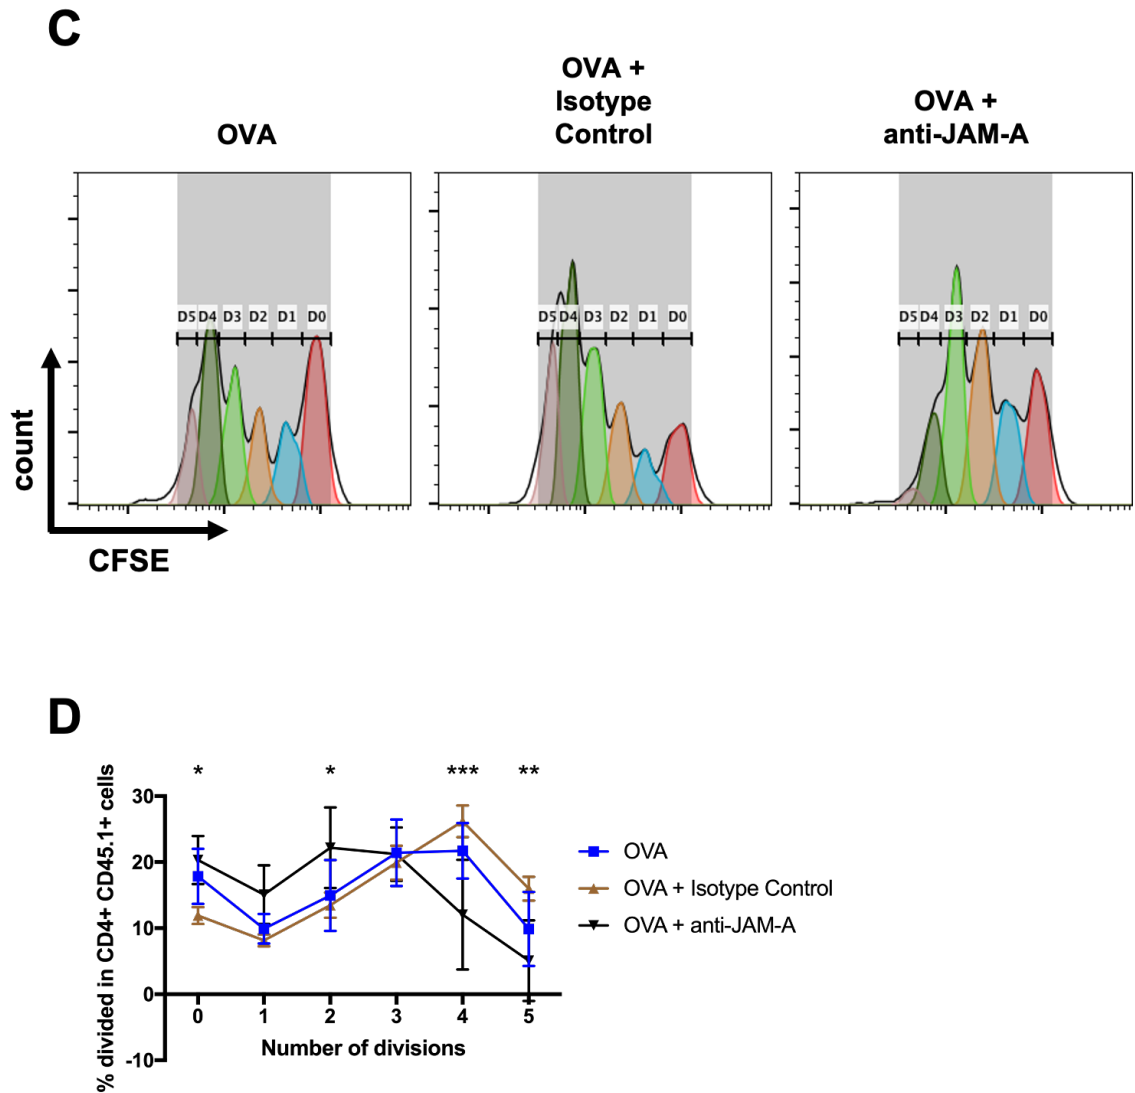 C
OVA
OVA +
Isotype
Control
OVA +
anti-JAM-A
D5 D4 D3 D2 D1 D0
D5 D4 D3 D2 D1 D0
D5 D4 D3 D2 D1 D0
count
CFSE
D
% divided in CD4+ CD45.1+ cells
* * *** **
30
20
10
0
-10
0 1 2 3 4 5
Number of divisions
OVA
OVA + Isotype Control
OVA + anti-JAM-A